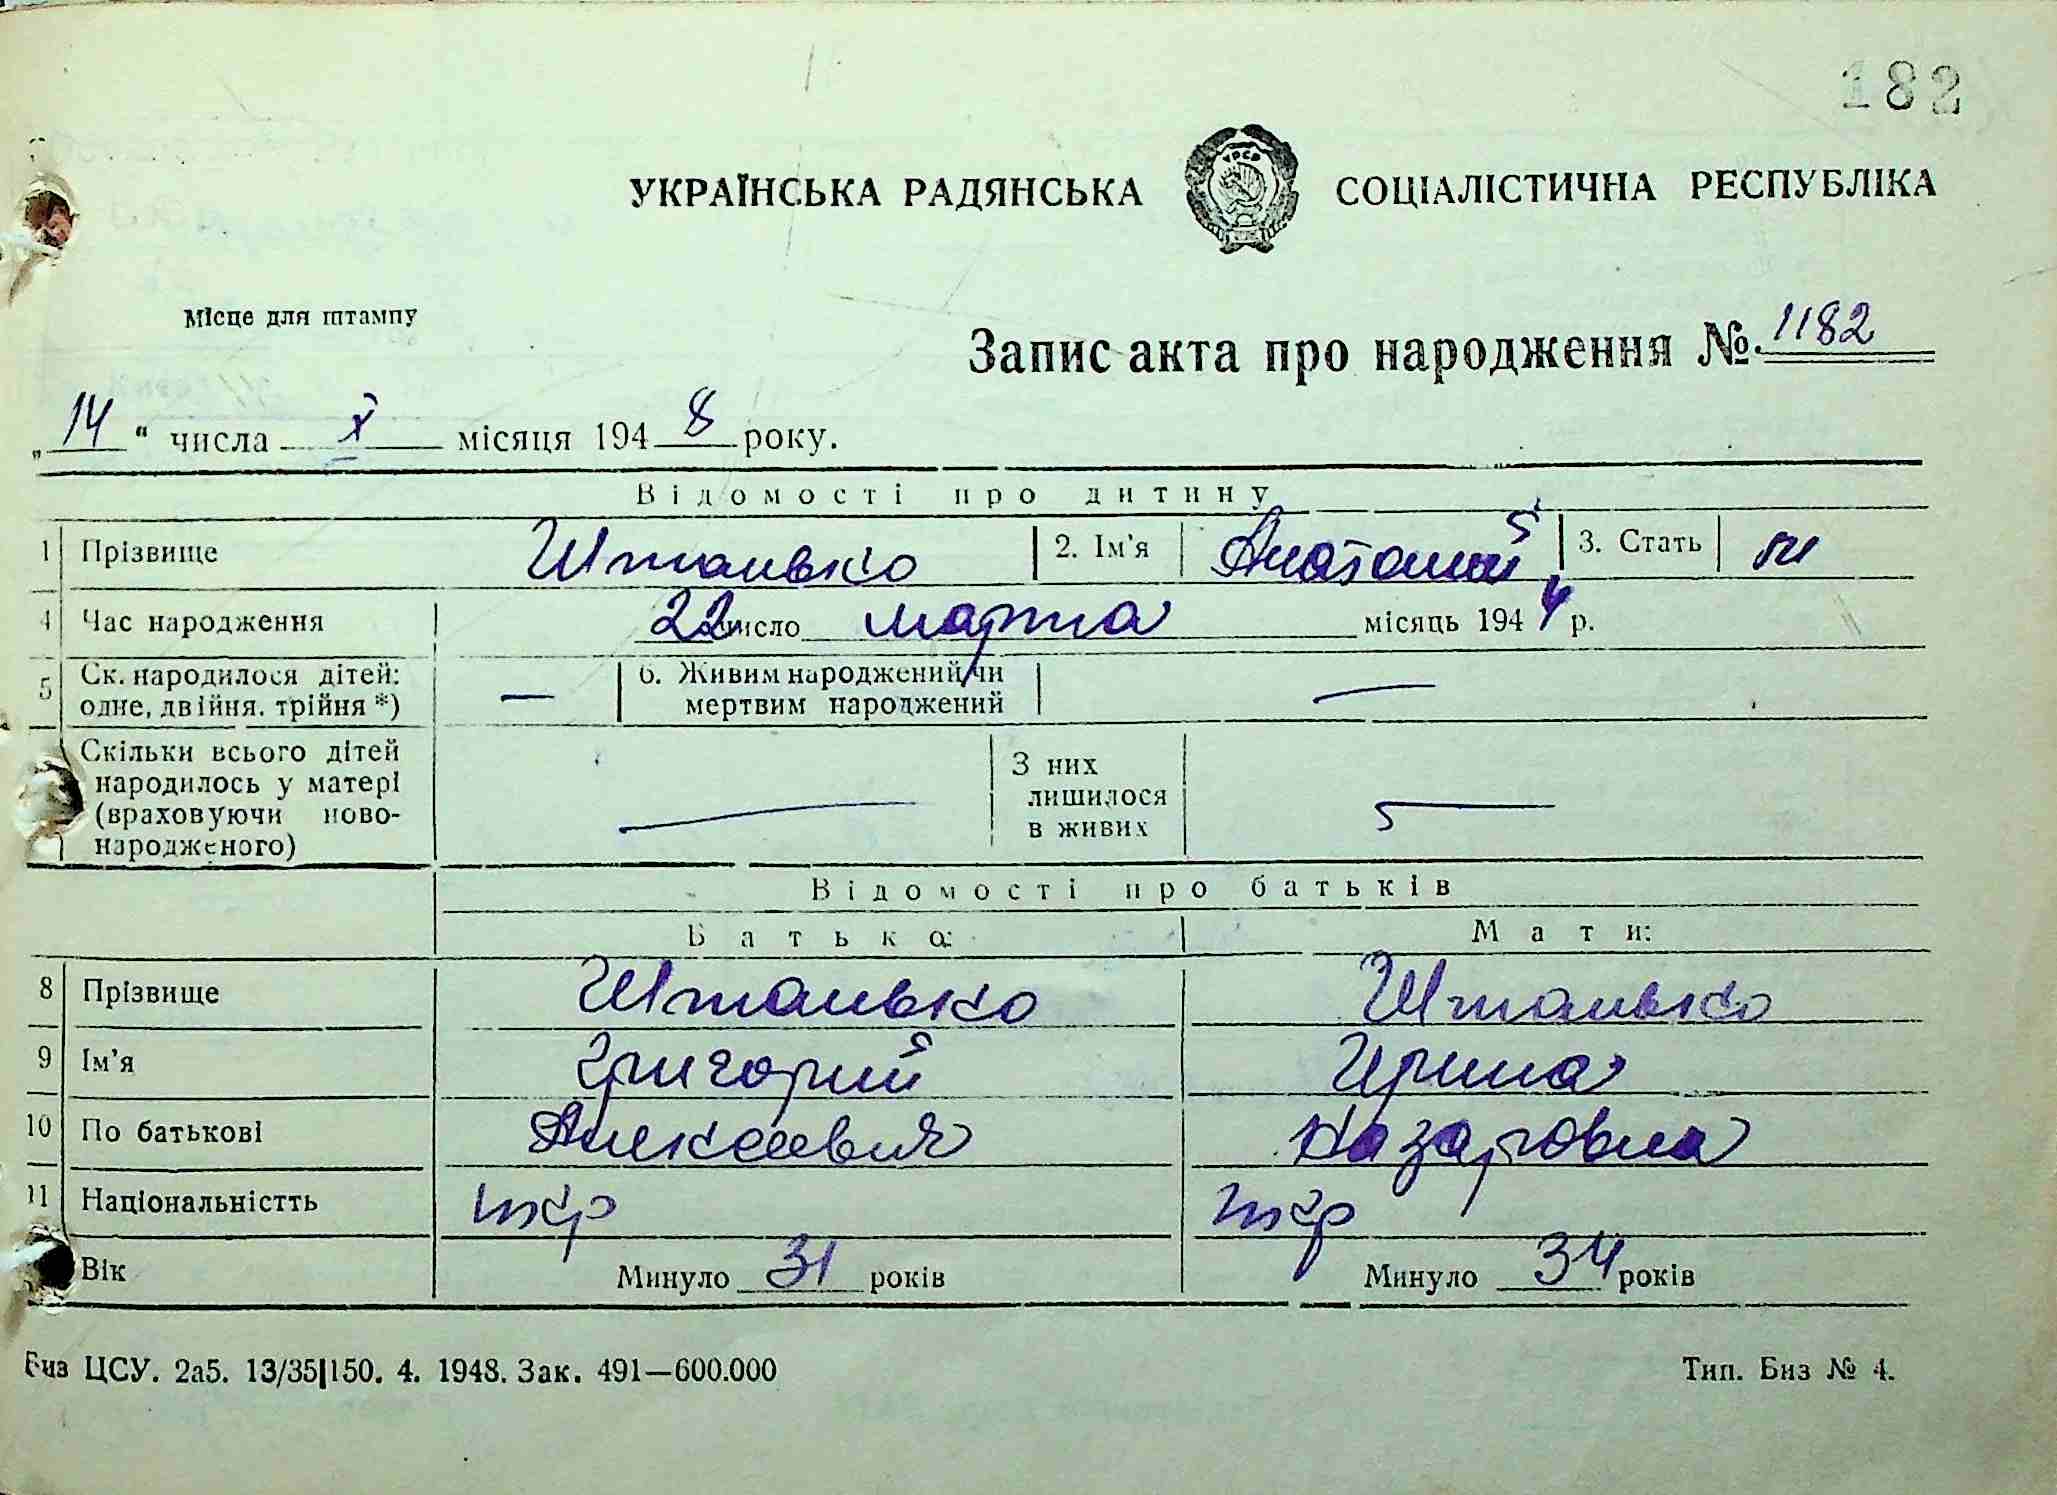 182
УКРАЇНСЬКА РАДЯНСЬКА СОЦІАЛІСТИЧНА РЕСПУБЛІКА
УРСР
Місце для штампу
Запис акта про народження № 1182
„14" числа X місяця 1948 року.
Відомості про дитину
1 Прізвище Штанько 2. Ім'я Анатолий 3. Стать м
4 Час народження 22 число марта місяць 1944 р.
5 Ск. народилося дітей: одне, двійня. трійня *) — 6. Живим народжений чи мертвим народжений —
Скільки всього дітей народилось у матері (враховуючи ново-народженого) — З них лишилося в живих —
Відомості про батьків
Батько: Мати:
8 Прізвище Штанько Штанько
9 Ім'я Григорий Ирина
10 По батькові Алексеевич Назаровна
11 Національністть укр укр
Вік Минуло 31 років Минуло 34 років
Биз ЦСУ. 2а5. 13/35|150. 4. 1948. Зак. 491—600.000 Тип. Биз № 4.